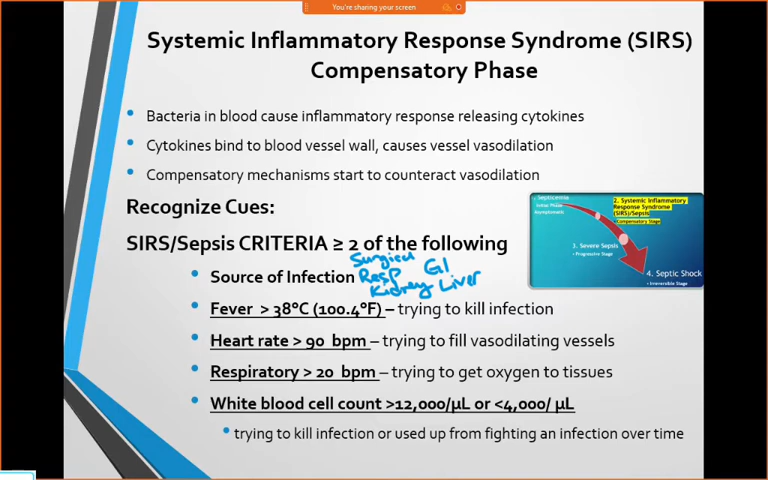 You're sharing your screen
Systemic Inflammatory Response Syndrome (SIRS)
Compensatory Phase
Bacteria in blood cause inflammatory response releasing cytokines
Cytokines bind to blood vessel wall, causes vessel vasodilation
Compensatory mechanisms start to counteract vasodilation
Recognize Cues:
SIRS/Sepsis CRITERIA ≥ 2 of the following
Source of Infection
Surgical
Resp GI
Kidney Liver
Fever > 38°C (100.4°F) – trying to kill infection
Heart rate > 90 bpm – trying to fill vasodilating vessels
Respiratory > 20 bpm – trying to get oxygen to tissues
White blood cell count >12,000/µL or <4,000/ µL
trying to kill infection or used up from fighting an infection over time
Septicemia
Initial Phase
Asymptomatic
2. Systemic Inflammatory
Response Syndrome
(SIRS)/Sepsis
Compensatory Stage
3. Severe Sepsis
• Progressive Stage
4. Septic Shock
• Irreversible Stage